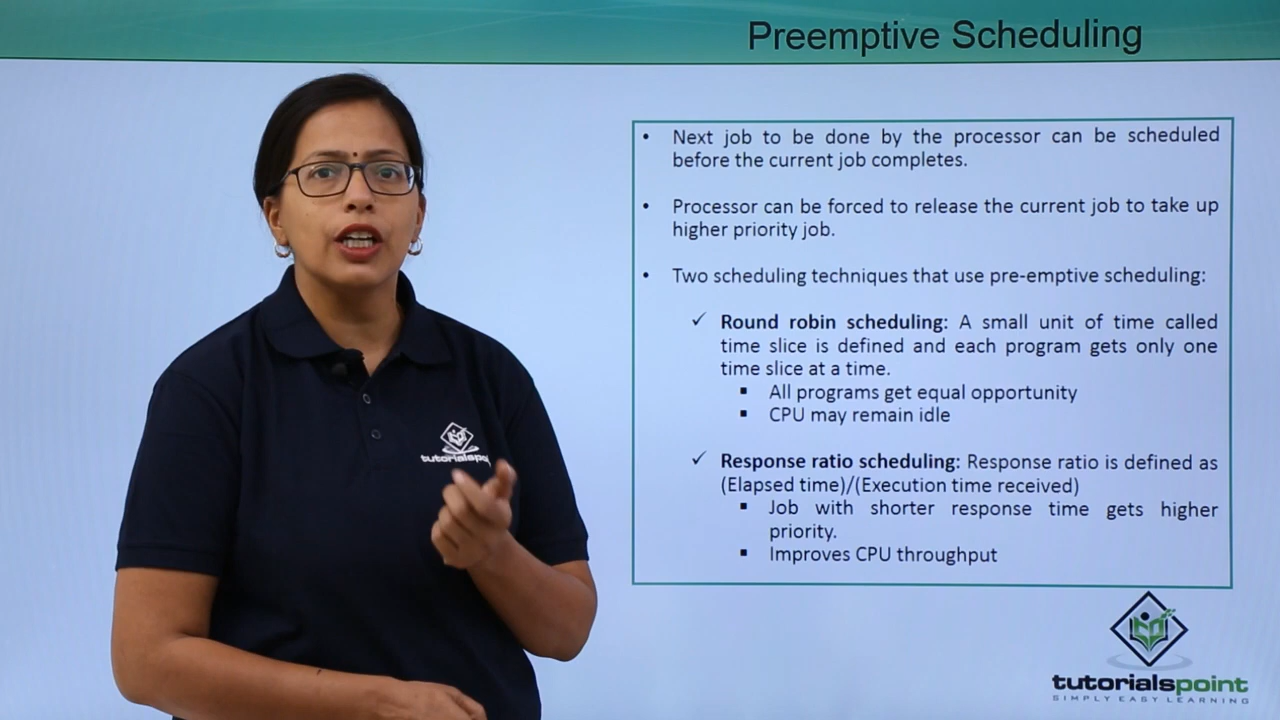 Preemptive Scheduling
• Next job to be done by the processor can be scheduled
before the current job completes.
• Processor can be forced to release the current job to take up
higher priority job.
• Two scheduling techniques that use pre-emptive scheduling:
✓ Round robin scheduling: A small unit of time called
time slice is defined and each program gets only one
time slice at a time.
▪ All programs get equal opportunity
▪ CPU may remain idle
✓ Response ratio scheduling: Response ratio is defined as
(Elapsed time)/(Execution time received)
▪ Job with shorter response time gets higher
priority.
▪ Improves CPU throughput
tutorialspoi
tutorialspoint
SIMPLY EASY LEARNING